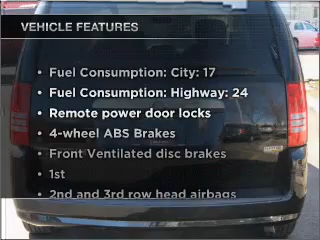 VEHICLE FEATURES
• Fuel Consumption: City: 17
• Fuel Consumption: Highway: 24
• Remote power door locks
• 4-wheel ABS Brakes
• Front Ventilated disc brakes
• 1st
• 2nd and 3rd row head airbags